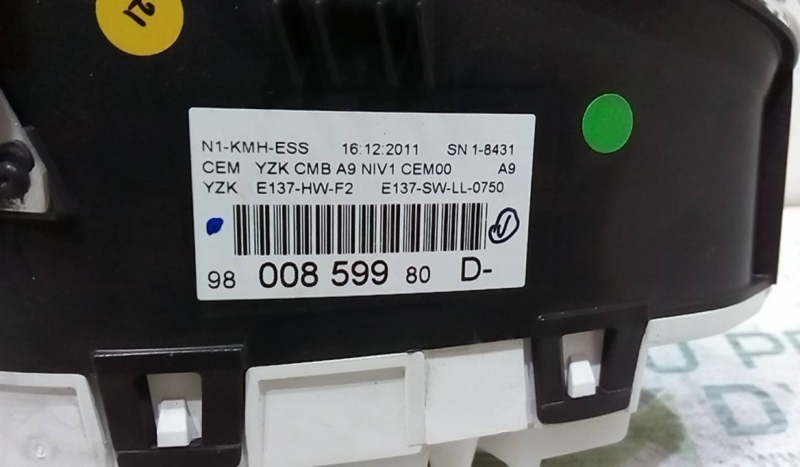 21
N1-KMH-ESS 16:12:2011 SN 1-8431
CEM YZK CMB A9 NIV1 CEM00 A9
YZK E137-HW-F2 E137-SW-LL-0750
98 008 599 80 D-